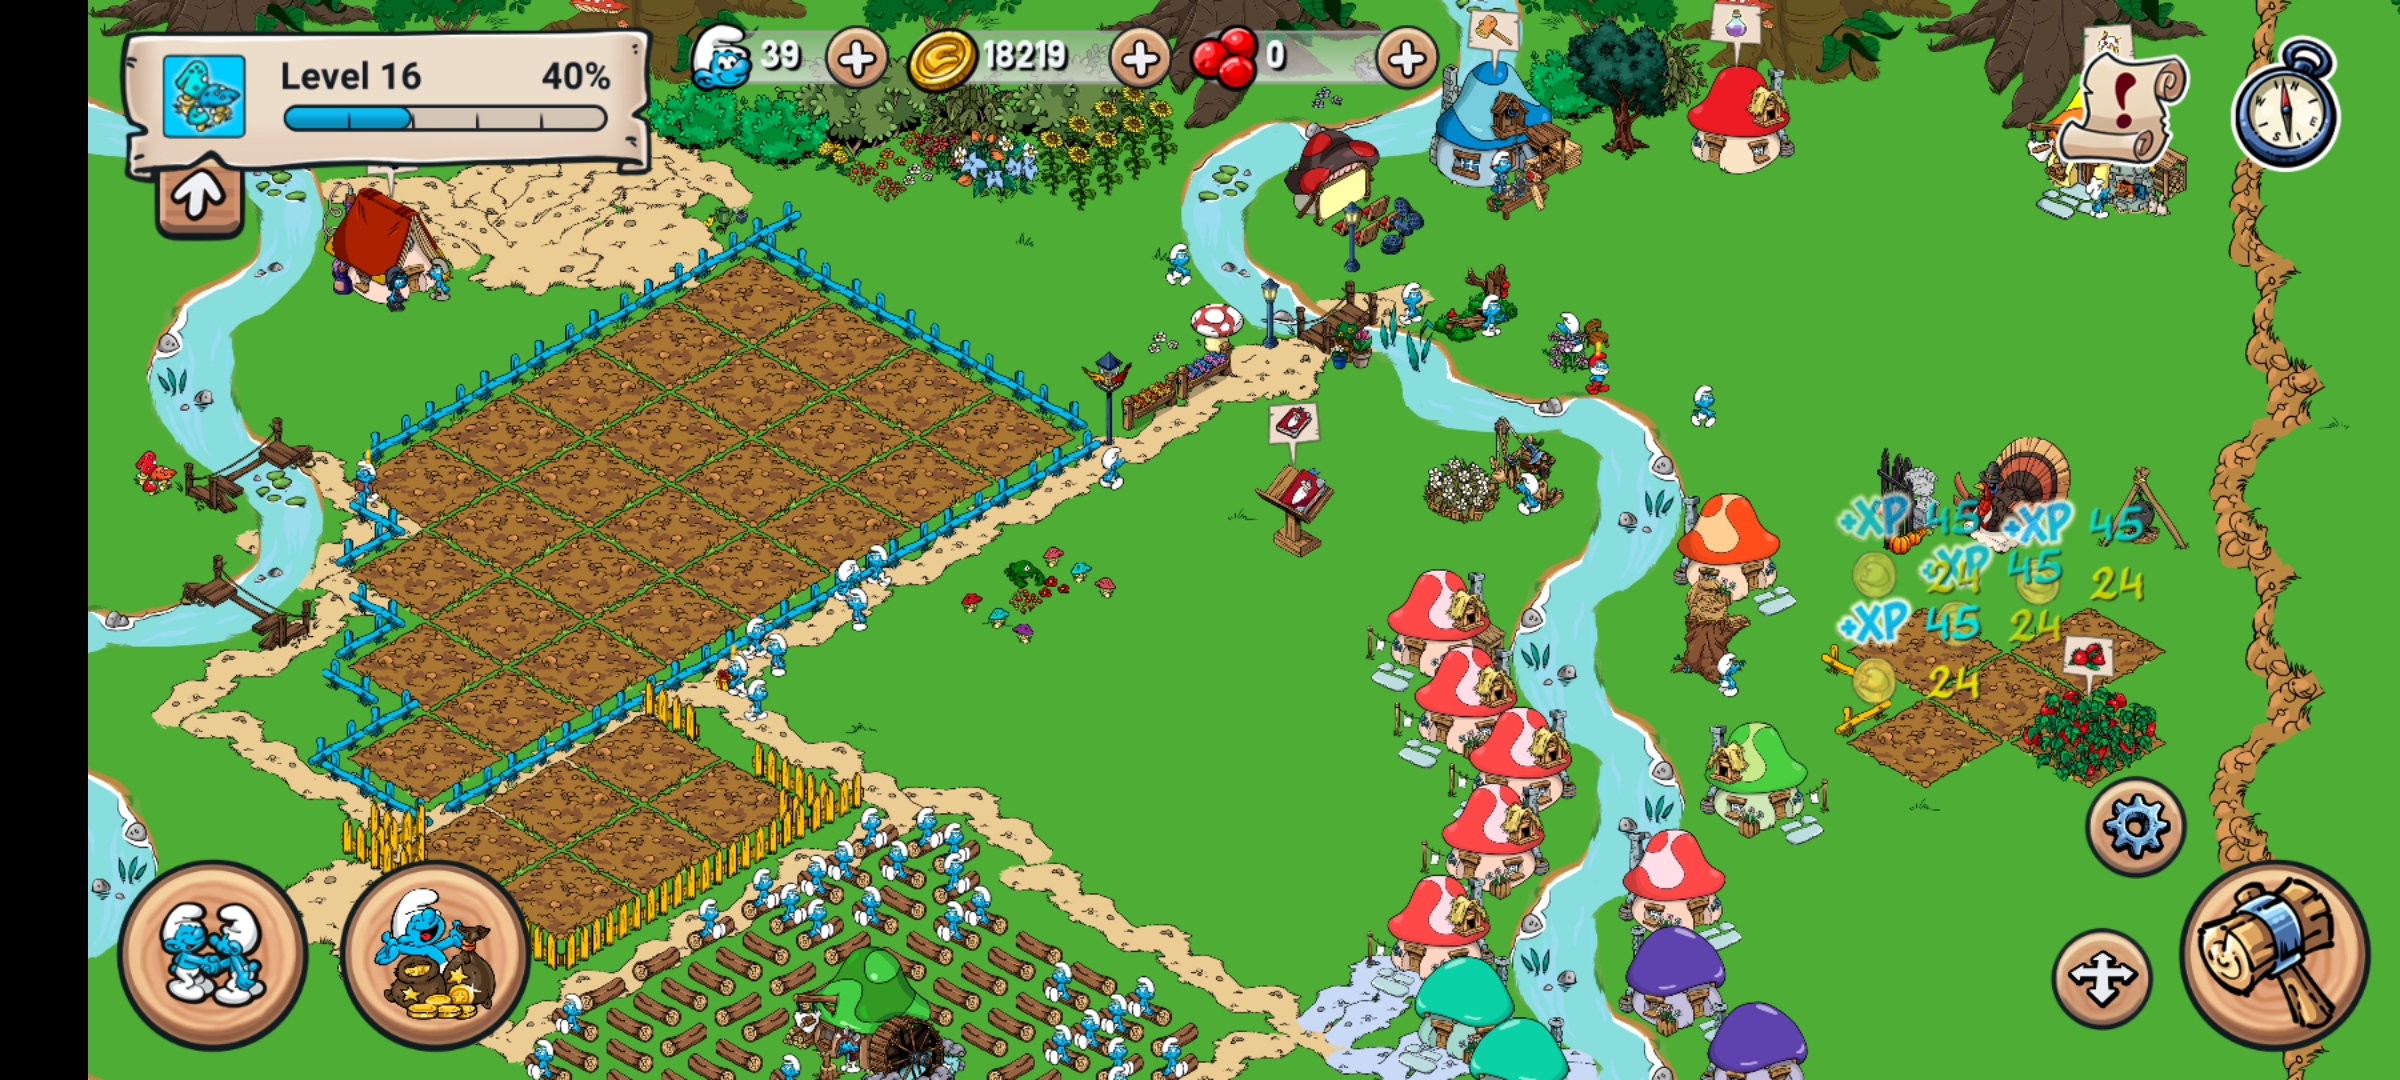 Level 16 40%
39
18219
0
+XP 45 +XP 45
+XP 45
24 24
+XP 45 24
24